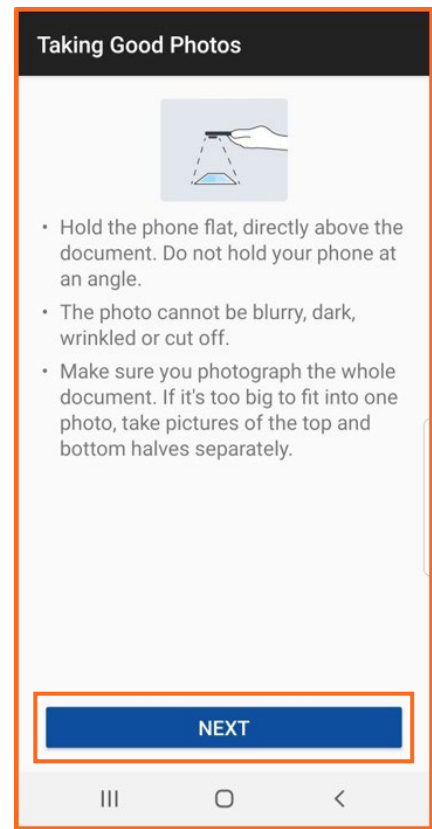 Taking Good Photos
• Hold the phone flat, directly above the
document. Do not hold your phone at
an angle.
• The photo cannot be blurry, dark,
wrinkled or cut off.
• Make sure you photograph the whole
document. If it's too big to fit into one
photo, take pictures of the top and
bottom halves separately.
NEXT